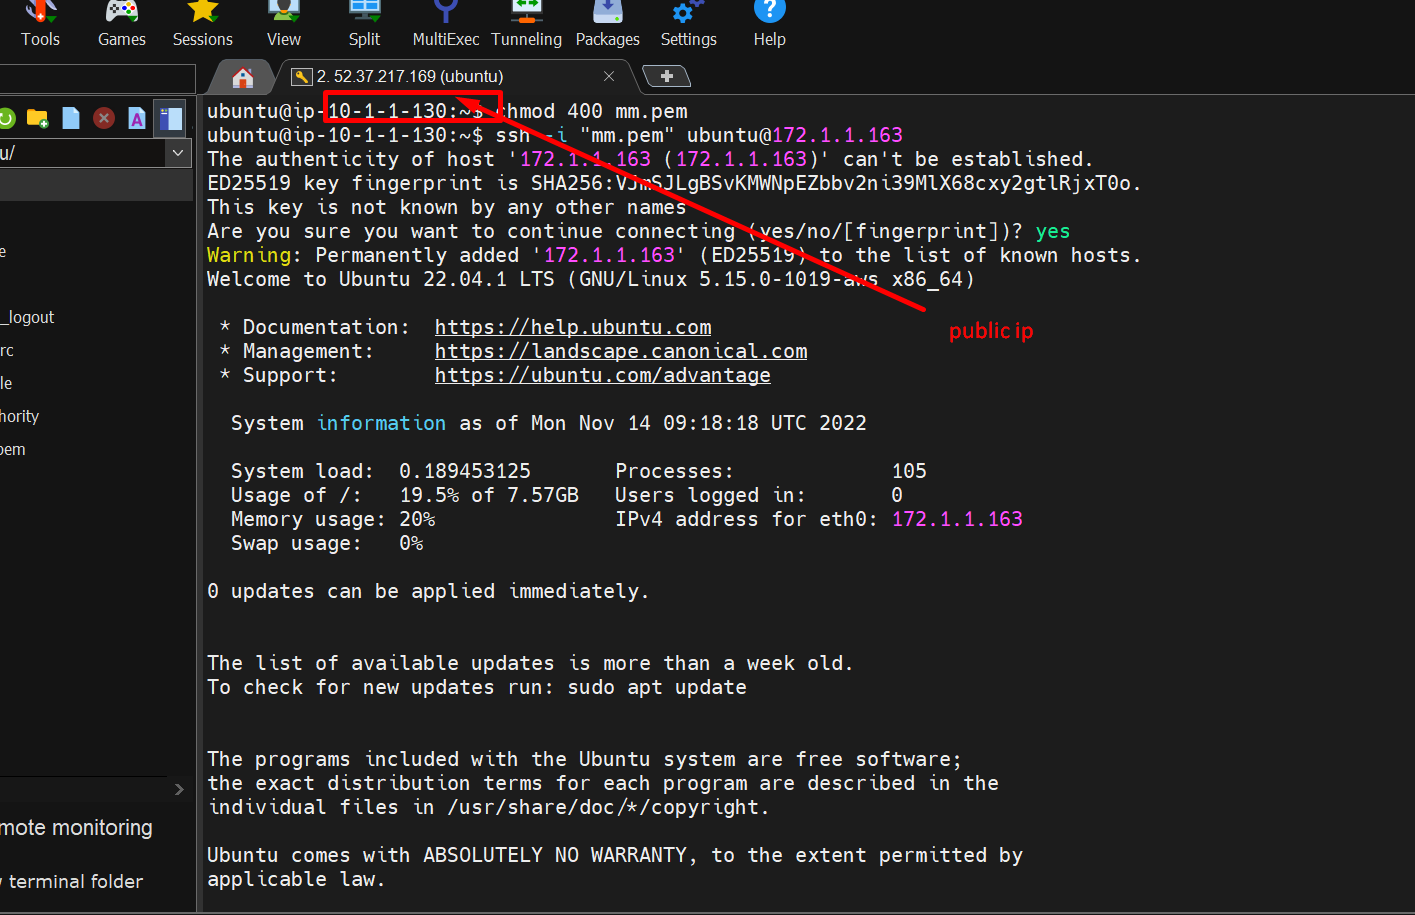 Tools Games Sessions View Split MultiExec Tunneling Packages Settings Help
2. 52.37.217.169 (ubuntu)
ubuntu@ip-10-1-1-130:~$ chmod 400 mm.pem
ubuntu@ip-10-1-1-130:~$ ssh -i "mm.pem" ubuntu@172.1.1.163
u/
The authenticity of host '172.1.1.163 (172.1.1.163)' can't be established.
ED25519 key fingerprint is SHA256:VJmSJLgBSvKMWNpEZbbv2ni39MlX68cxy2gtlRjxT0o.
This key is not known by any other names
Are you sure you want to continue connecting (yes/no/[fingerprint])? yes
e
Warning: Permanently added '172.1.1.163' (ED25519) to the list of known hosts.
Welcome to Ubuntu 22.04.1 LTS (GNU/Linux 5.15.0-1019-aws x86_64)
_logout
public ip
* Documentation: https://help.ubuntu.com
rc
* Management: https://landscape.canonical.com
le
* Support: https://ubuntu.com/advantage
hority
System information as of Mon Nov 14 09:18:18 UTC 2022
pem
System load: 0.189453125 Processes: 105
Usage of /: 19.5% of 7.57GB Users logged in: 0
Memory usage: 20% IPv4 address for eth0: 172.1.1.163
Swap usage: 0%
0 updates can be applied immediately.
The list of available updates is more than a week old.
To check for new updates run: sudo apt update
The programs included with the Ubuntu system are free software;
the exact distribution terms for each program are described in the
individual files in /usr/share/doc/*/copyright.
mote monitoring
Ubuntu comes with ABSOLUTELY NO WARRANTY, to the extent permitted by
applicable law.
terminal folder